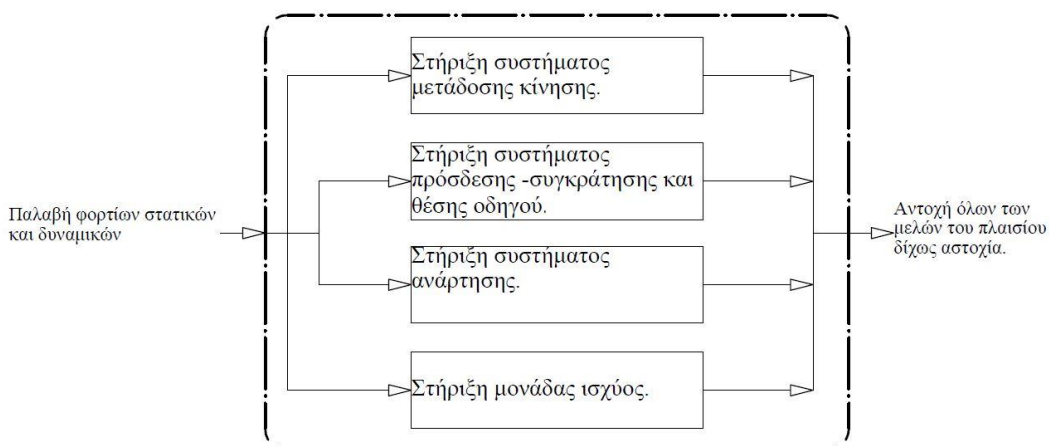 Παλαβή φορτίων στατικών
και δυναμικών
Στήριξη συστήματος
μετάδοσης κίνησης.
Στήριξη συστήματος
πρόσδεσης -συγκράτησης και
θέσης οδηγού.
Στήριξη συστήματος
ανάρτησης.
Στήριξη μονάδας ισχύος.
Αντοχή όλων των
μελών του πλαισίου
δίχως αστοχία.